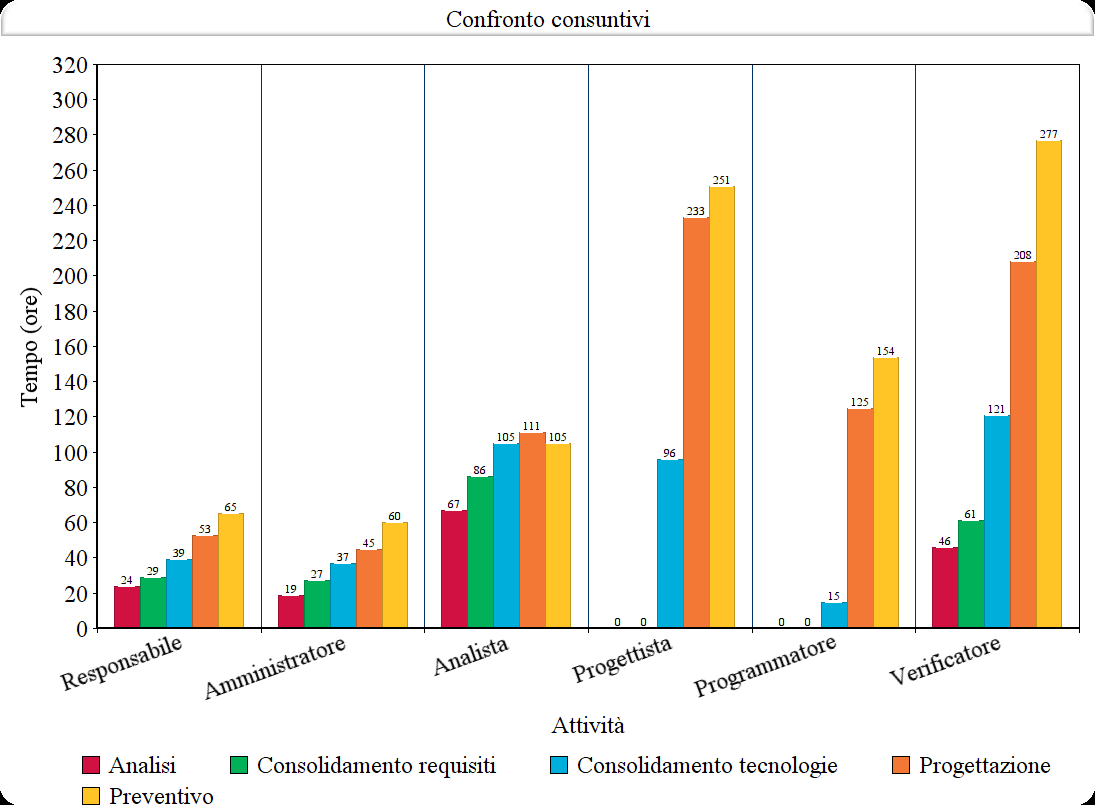 Confronto consuntivi
320
300
280
260
240
220
200
180
160
140
120
100
80
60
40
20
0
Tempo (ore)
24 29 39 53 65
19 27 37 45 60
67 86 105 111 105
0 0 96 233 251
0 0 15 125 154
46 61 121 208 277
Responsabile Amministratore Analista Progettista Programmatore Verificatore
Attività
Analisi Consolidamento requisiti Consolidamento tecnologie Progettazione
Preventivo